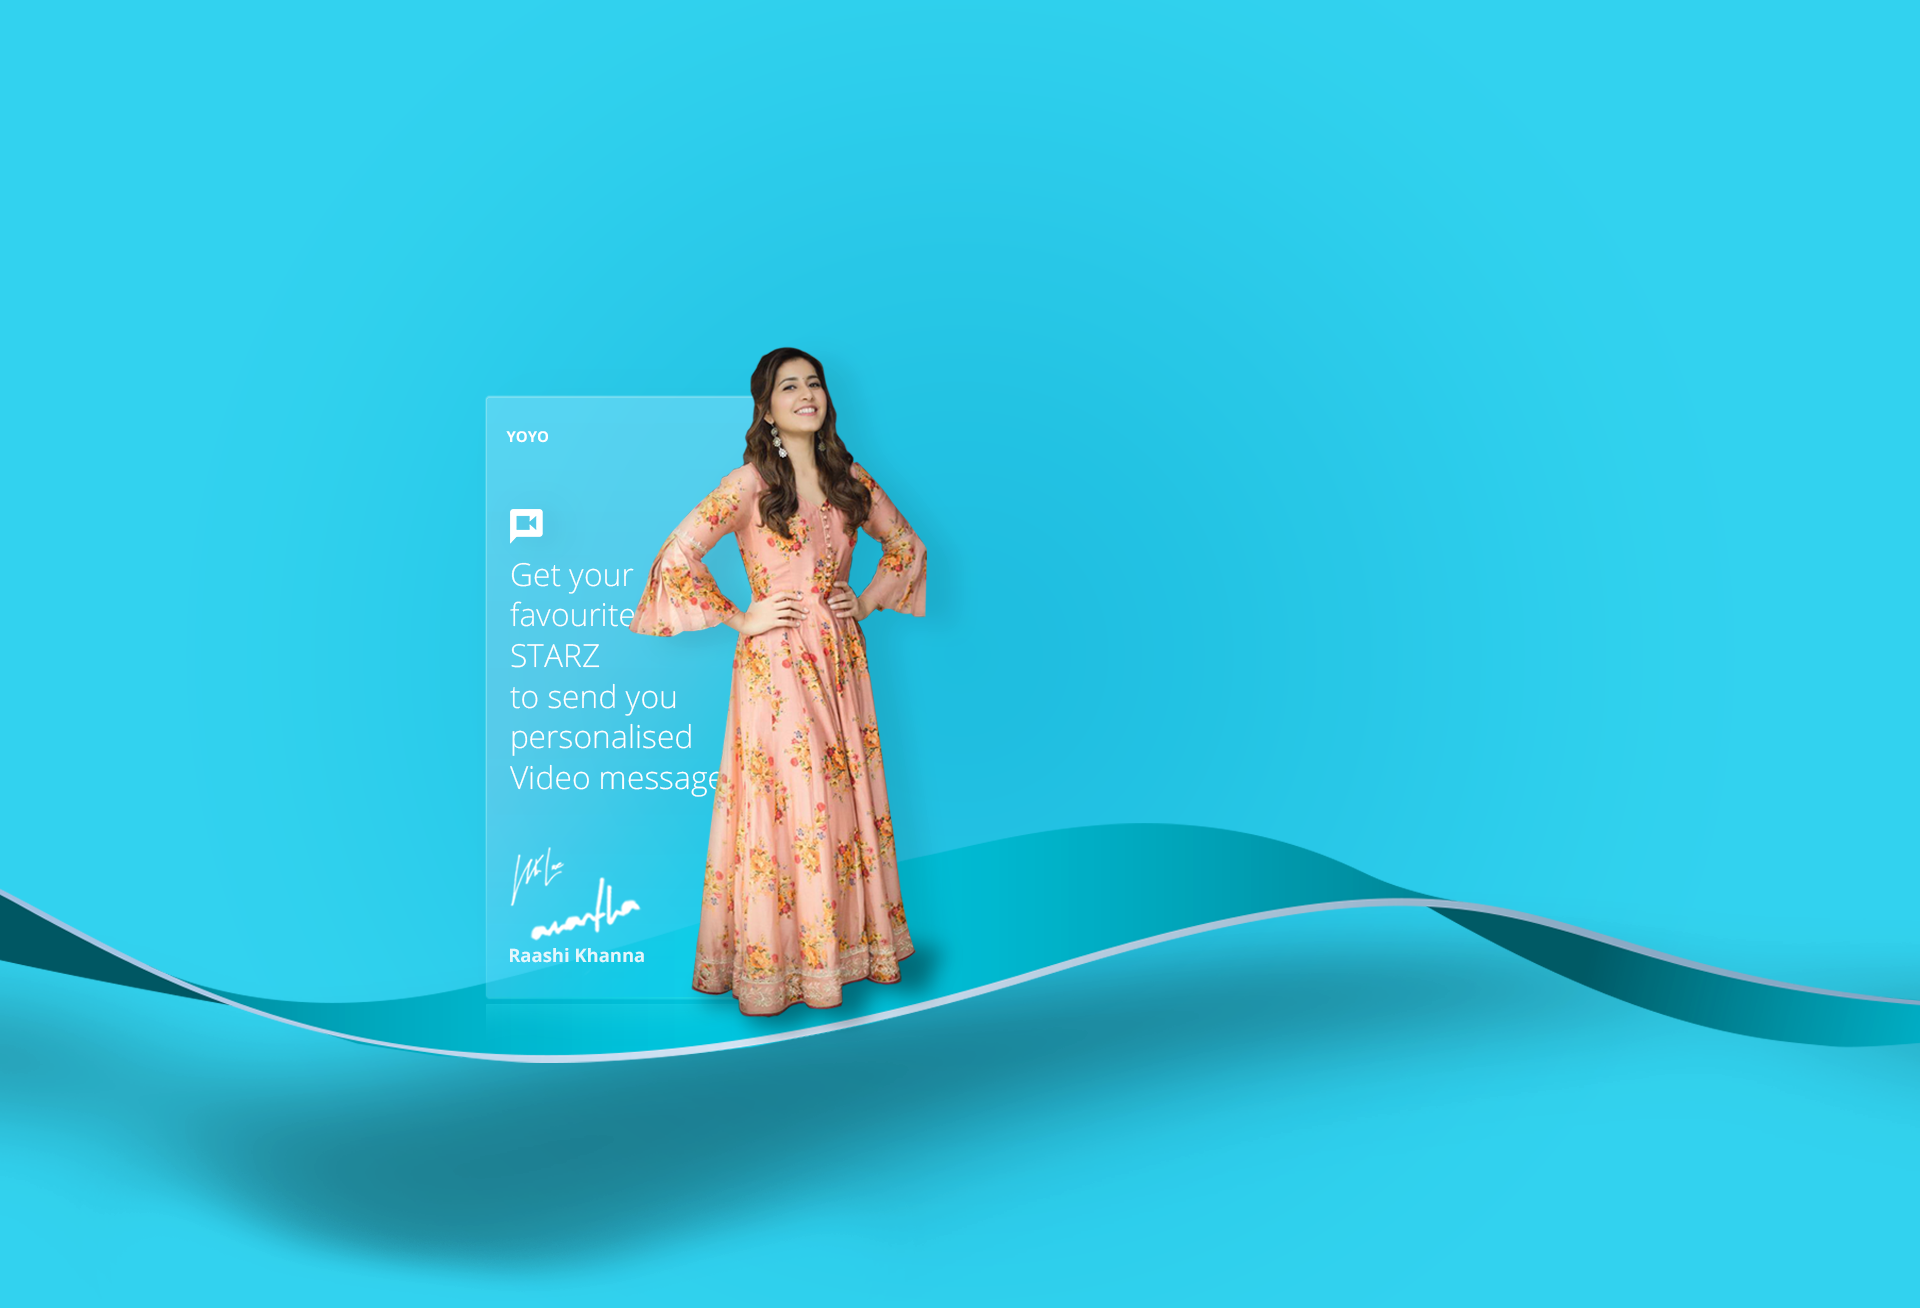 YOYO
Get your
favourite
STARZ
to send you
personalised
Video message
Raashi Khanna